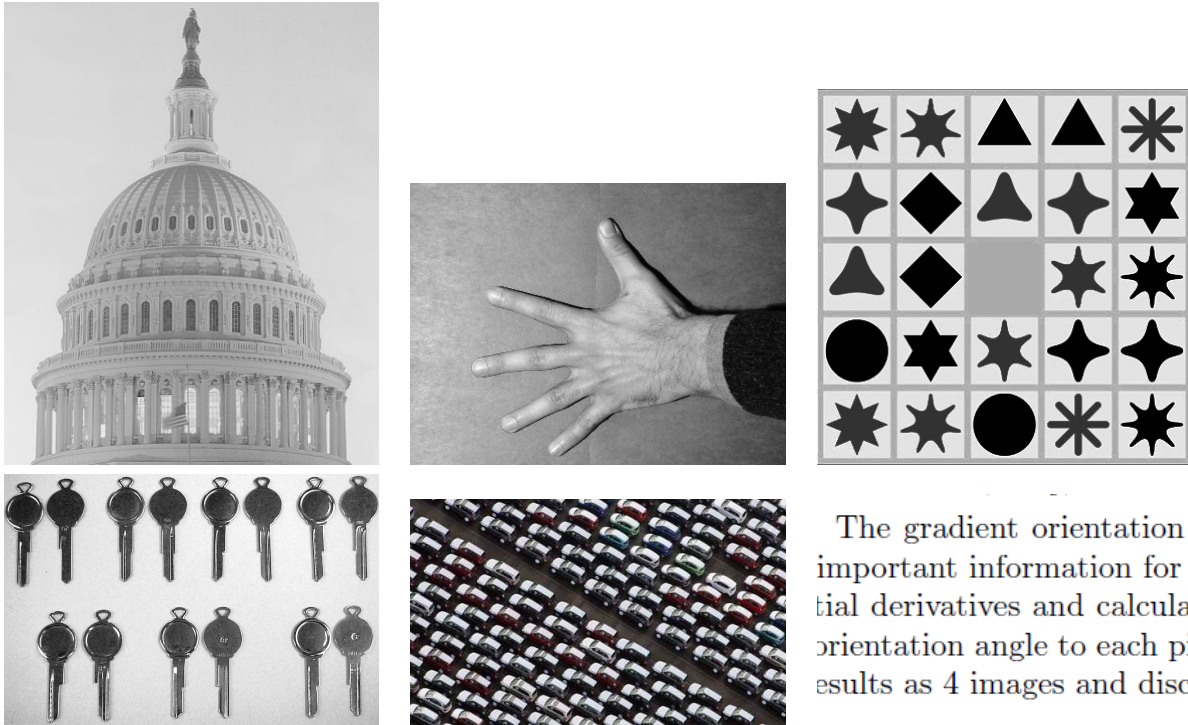 The gradient orientation
important information for
tial derivatives and calcula
orientation angle to each pi
esults as 4 images and disc